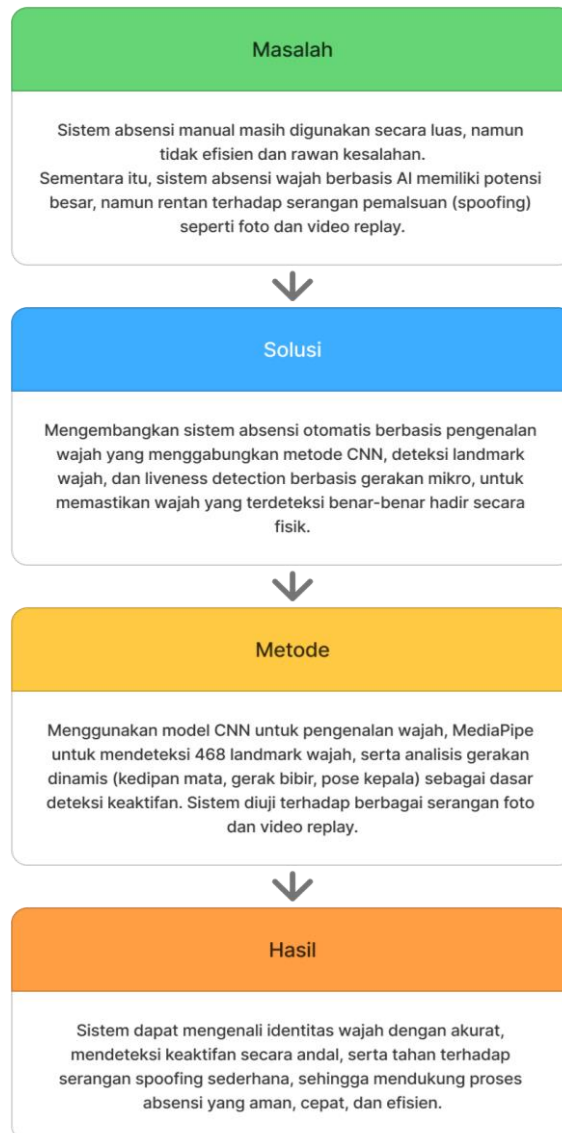 Masalah
Sistem absensi manual masih digunakan secara luas, namun
tidak efisien dan rawan kesalahan.
Sementara itu, sistem absensi wajah berbasis AI memiliki potensi
besar, namun rentan terhadap serangan pemalsuan (spoofing)
seperti foto dan video replay.
Solusi
Mengembangkan sistem absensi otomatis berbasis pengenalan
wajah yang menggabungkan metode CNN, deteksi landmark
wajah, dan liveness detection berbasis gerakan mikro, untuk
memastikan wajah yang terdeteksi benar-benar hadir secara
fisik.
Metode
Menggunakan model CNN untuk pengenalan wajah, MediaPipe
untuk mendeteksi 468 landmark wajah, serta analisis gerakan
dinamis (kedipan mata, gerak bibir, pose kepala) sebagai dasar
deteksi keaktifan. Sistem diuji terhadap berbagai serangan foto
dan video replay.
Hasil
Sistem dapat mengenali identitas wajah dengan akurat,
mendeteksi keaktifan secara andal, serta tahan terhadap
serangan spoofing sederhana, sehingga mendukung proses
absensi yang aman, cepat, dan efisien.